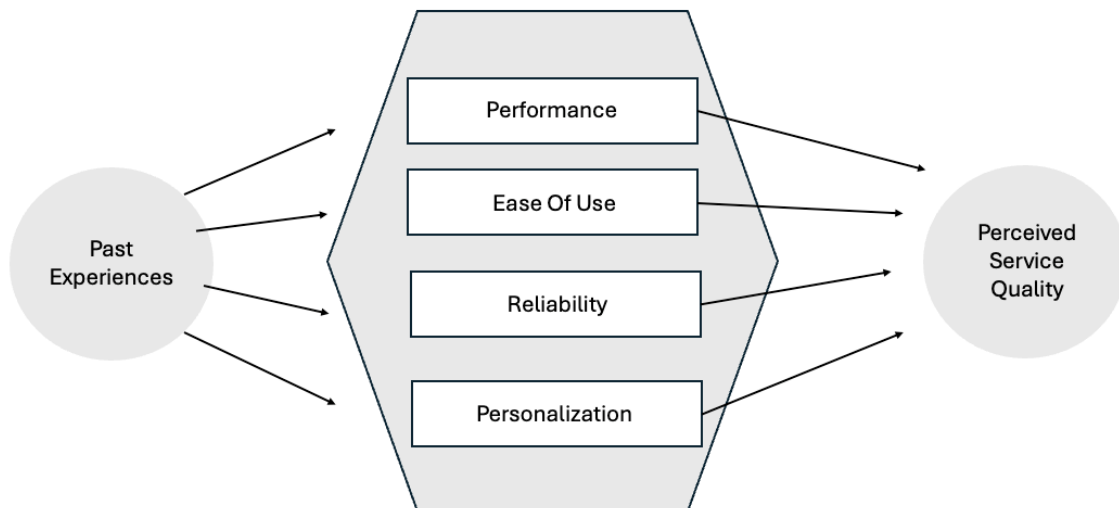 Performance
Ease Of Use
Past
Experiences
Reliability
Personalization
Perceived
Service
Quality